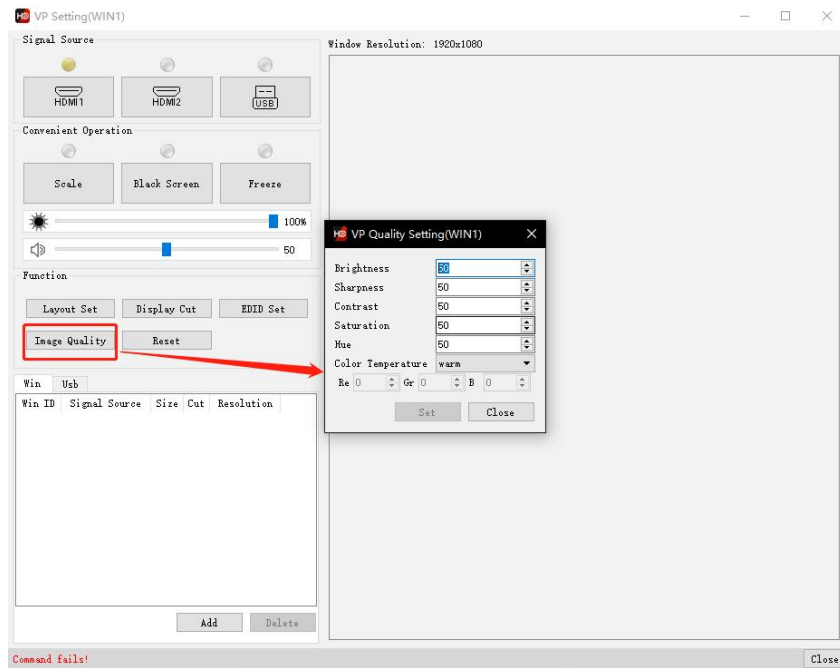 VP Setting(WIN1)
Signal Source
HDMI1
HDMI2
USB
Convenient Operation
Scale
Black Screen
Freeze
100%
50
Function
Layout Set
Display Cut
EDID Set
Image Quality
Reset
Win
Usb
Win ID Signal Source Size Cut Resolution
Add
Delete
Command fails!
Window Resolution: 1920x1080
HD VP Quality Setting(WIN1)
Brightness 50
Sharpness 50
Contrast 50
Saturation 50
Hue 50
Color Temperature warm
Re 0 Gr 0 B 0
Set
Close
Close